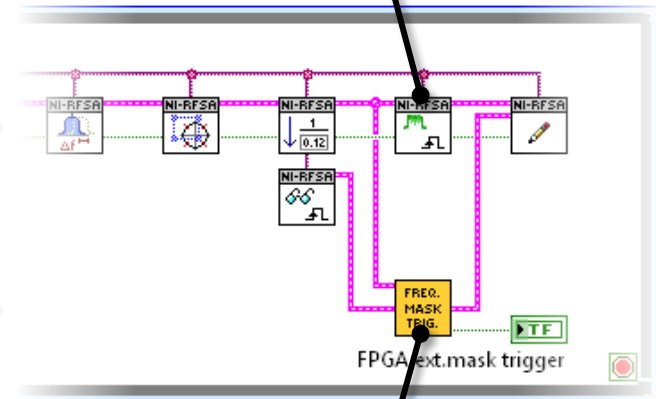 NI-RFSA NI-RFSA NI-RFSA NI-RFSA NI-RFSA
Δf
1
0.12
NI-RFSA
FREQ.
MASK
TRIG.
TF
FPGA ext.mask trigger